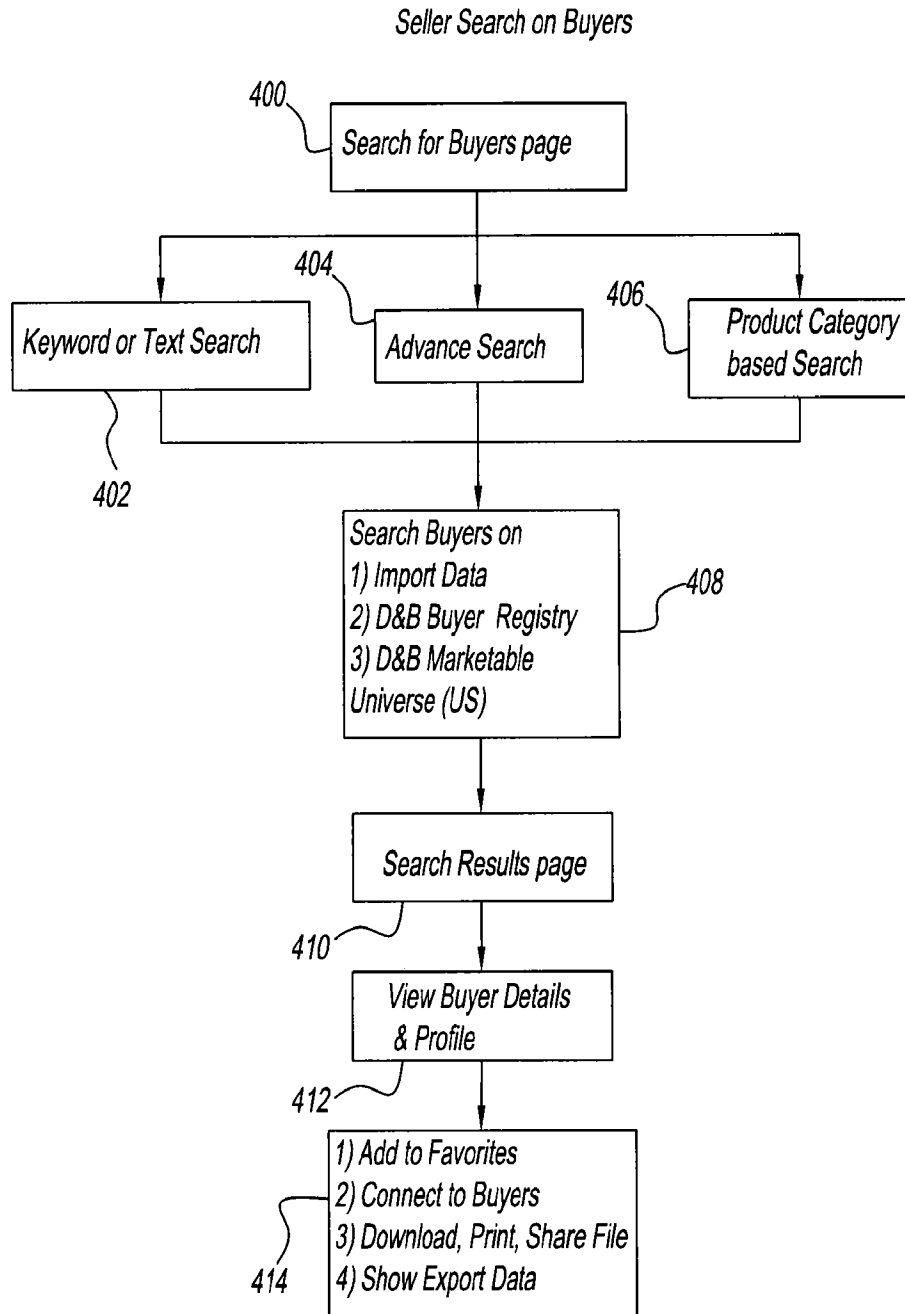 Seller Search on Buyers
400
Search for Buyers page
404
406
Keyword or Text Search
Advance Search
Product Category
based Search
402
Search Buyers on
1) Import Data
2) D&B Buyer Registry
3) D&B Marketable
Universe (US)
408
Search Results page
410
View Buyer Details
& Profile
412
1) Add to Favorites
2) Connect to Buyers
3) Download, Print, Share File
4) Show Export Data
414